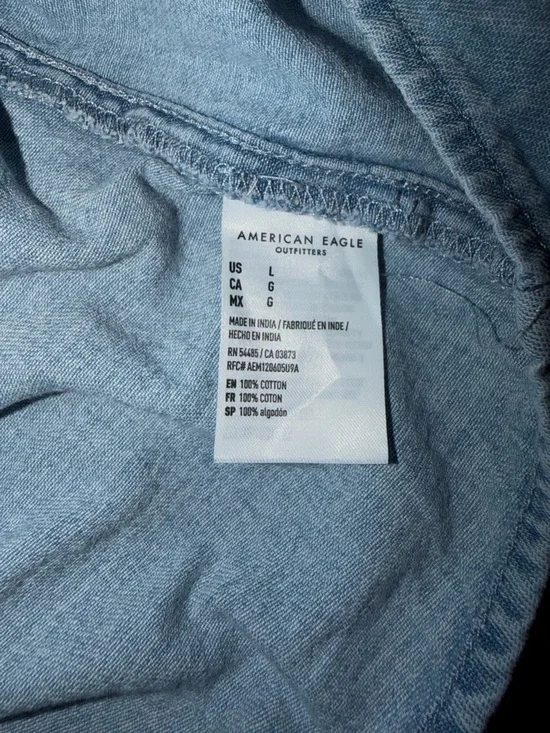 AMERICAN EAGLE
OUTFITTERS
US L
CA G
MX G
MADE IN INDIA / FABRIQUÉ EN INDE /
HECHO EN INDIA
RN 54485 / CA 03873
RFC# AEM120605U9A
EN 100% COTTON
FR 100% COTON
SP 100% algodón